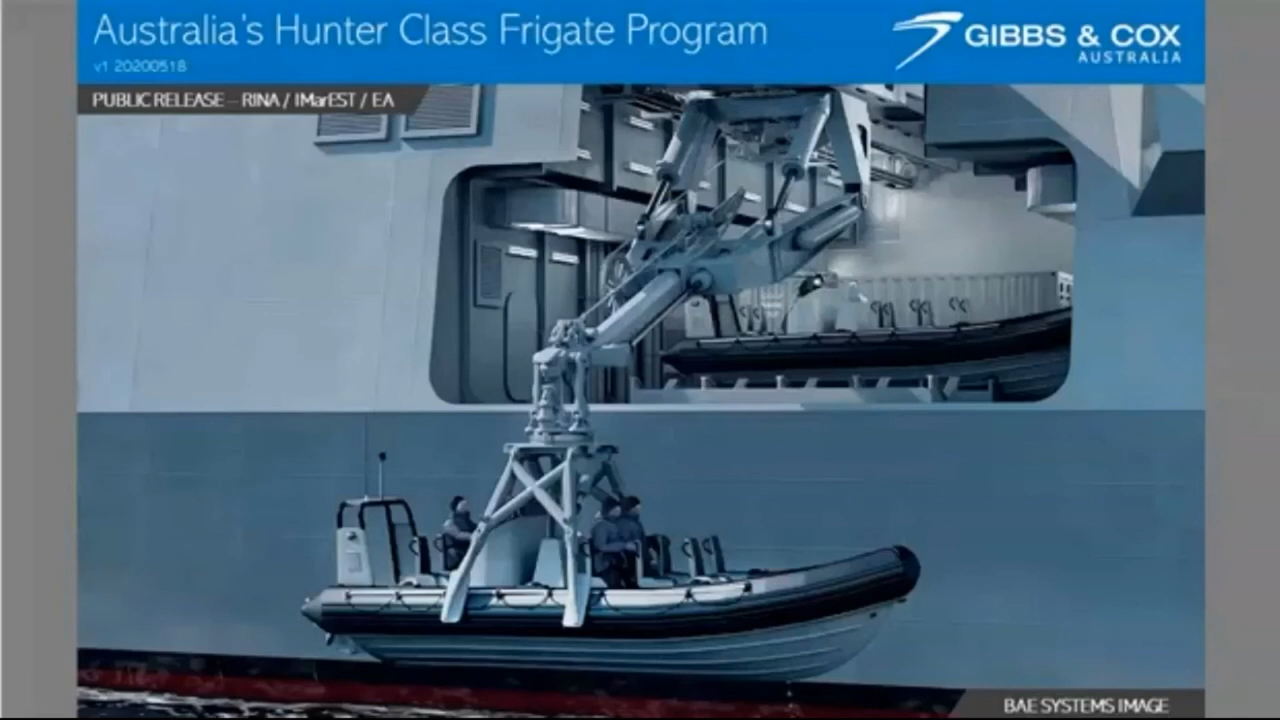 Australia's Hunter Class Frigate Program
v1 20200518
GIBBS & COX
AUSTRALIA
PUBLIC RELEASE – RINA / IMarEST / EA
BAE SYSTEMS IMAGE